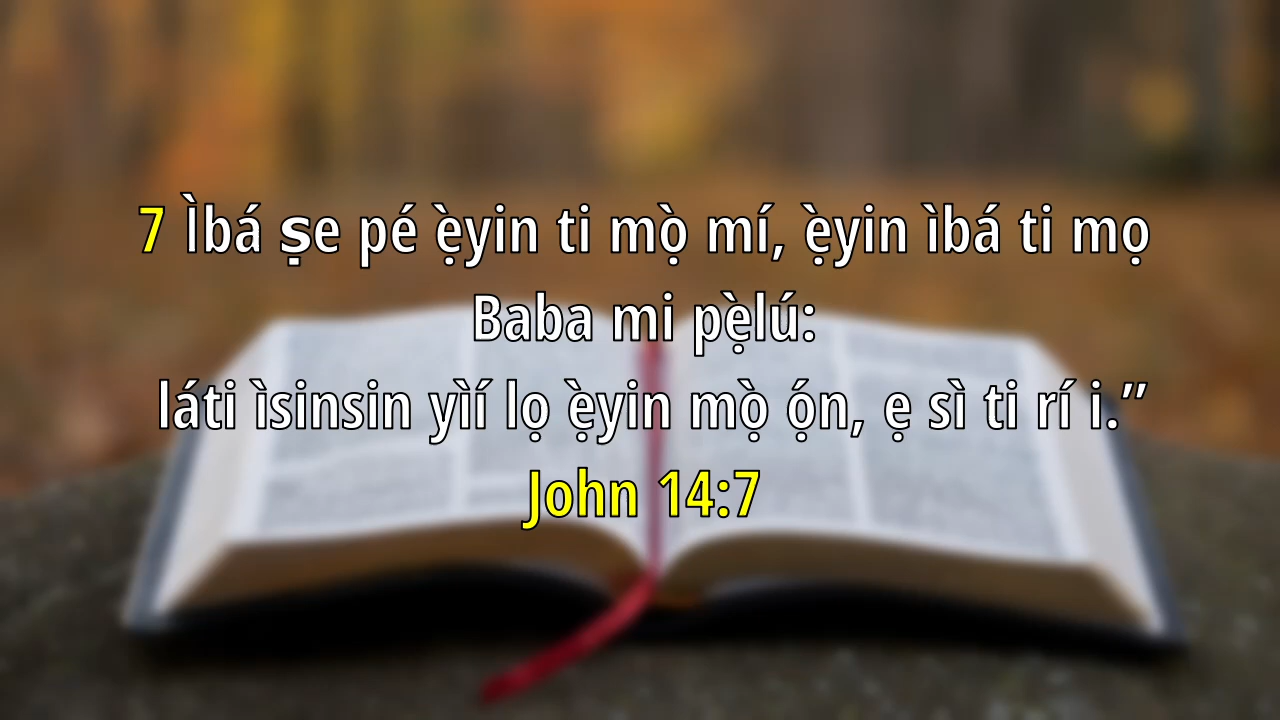 7 Ìbá ṣe pé ẹ̀yin ti mọ̀ mí, ẹ̀yin ìbá ti mọ
Baba mi pẹ̀lú:
láti ìsinsin yìí lọ ẹ̀yin mọ̀ ọ́n, ẹ sì ti rí i.”
John 14:7